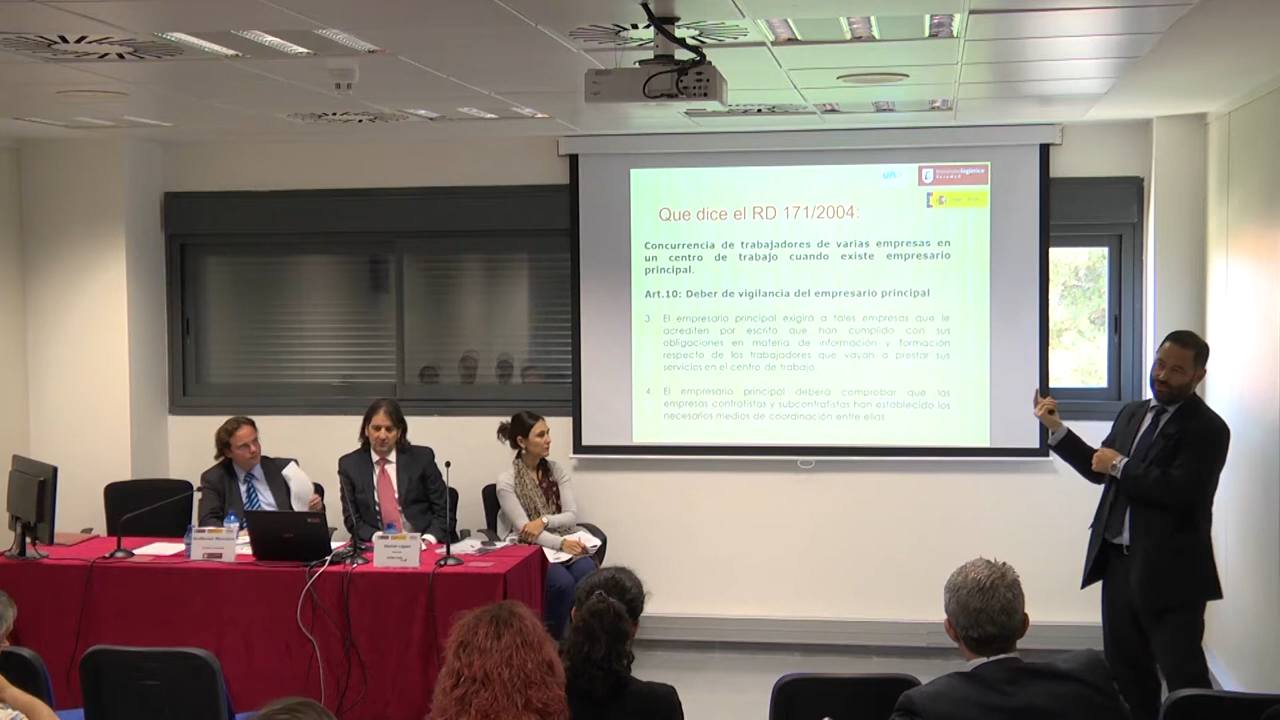 Que dice el RD 171/2004:
Concurrencia de trabajadores de varias empresas en
un centro de trabajo cuando existe empresario
principal.
Art.10: Deber de vigilancia del empresario principal
3. El empresario principal exigirá a tales empresas que le
acrediten por escrito que han cumplido con sus
obligaciones en materia de información y formación
respecto de los trabajadores que vayan a prestar sus
servicios en el centro de trabajo.
4. El empresario principal deberá comprobar que las
empresas contratistas y subcontratistas han establecido los
necesarios medios de coordinación entre ellas